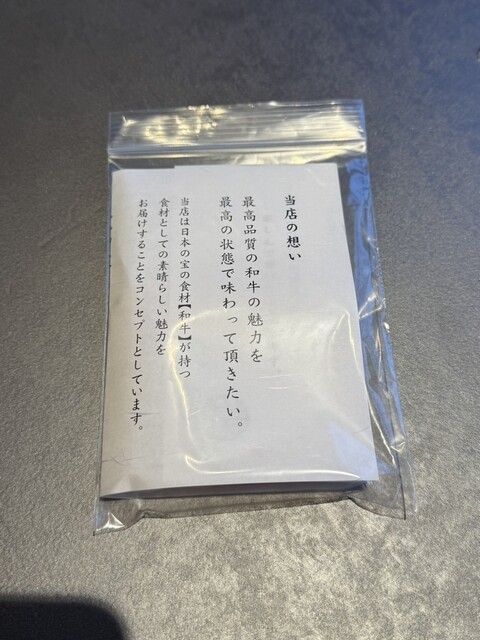 当店の想い
最高品質の和牛の魅力を
最高の状態で味わって頂きたい。
当店は日本の宝の食材【和牛】が持つ
食材としての素晴らしい魅力を
お届けすることをコンセプトとしています。